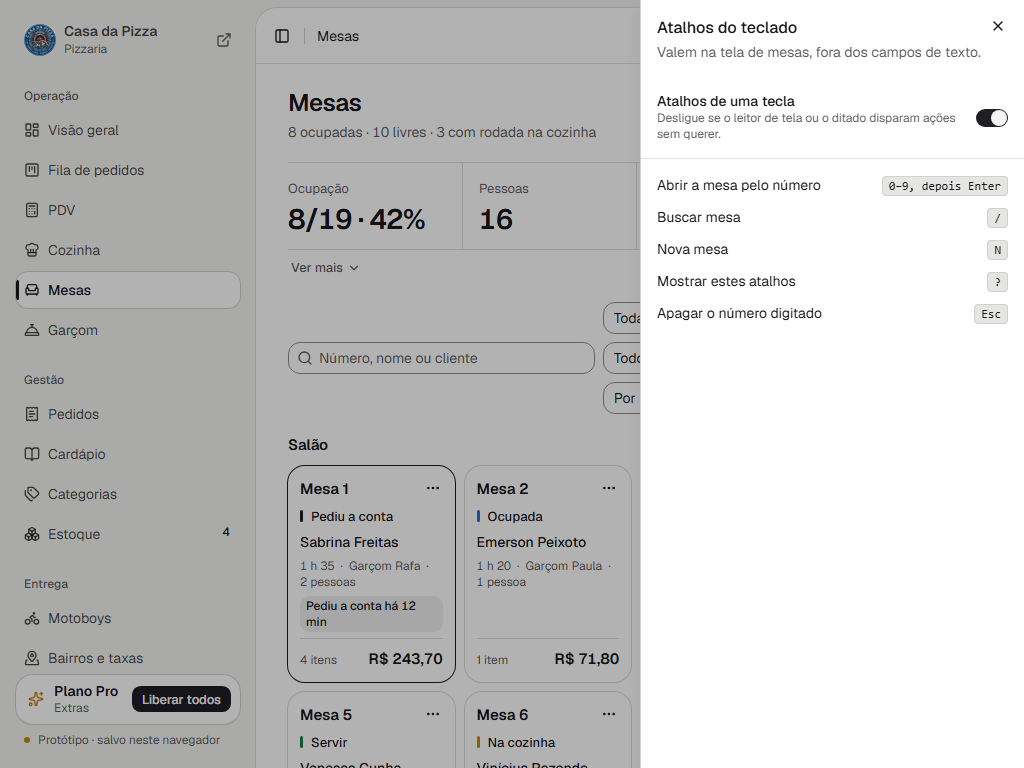 Casa da Pizza
Pizzaria
Operação
Visão geral
Fila de pedidos
PDV
Cozinha
Mesas
Garçom
Gestão
Pedidos
Cardápio
Categorias
Estoque 4
Entrega
Motoboys
Bairros e taxas
Plano Pro
Extras
Liberar todos
Protótipo · salvo neste navegador
Mesas
Mesas
8 ocupadas · 10 livres · 3 com rodada na cozinha
Ocupação
8/19 · 42%
Pessoas
16
Ver mais
Número, nome ou cliente
Por
Salão
Mesa 1
Pediu a conta
Sabrina Freitas
1 h 35 · Garçom Rafa ·
2 pessoas
Pediu a conta há 12
min
4 itens R$ 243,70
Mesa 2
Ocupada
Emerson Peixoto
1 h 20 · Garçom Paula ·
1 pessoa
1 item R$ 71,80
Mesa 5
Servir
Vanessa Cunha
Mesa 6
Na cozinha
Vinícius Rezende
Atalhos do teclado
Valem na tela de mesas, fora dos campos de texto.
Atalhos de uma tecla
Desligue se o leitor de tela ou o ditado disparam ações
sem querer.
Abrir a mesa pelo número 0–9, depois Enter
Buscar mesa /
Nova mesa N
Mostrar estes atalhos ?
Apagar o número digitado Esc